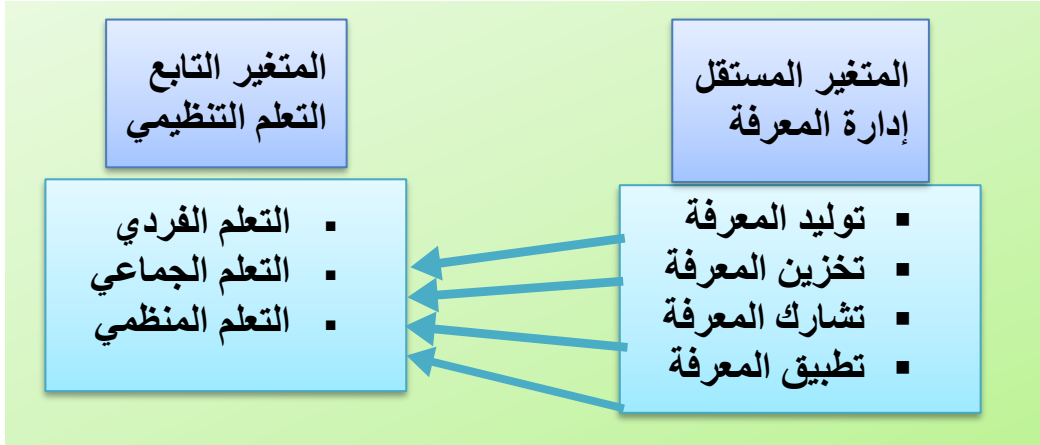 المتغير المستقل
إدارة المعرفة
▪ توليد المعرفة
▪ تخزين المعرفة
▪ تشارك المعرفة
▪ تطبيق المعرفة
المتغير التابع
التعلم التنظيمي
▪ التعلم الفردي
▪ التعلم الجماعي
▪ التعلم المنظمي